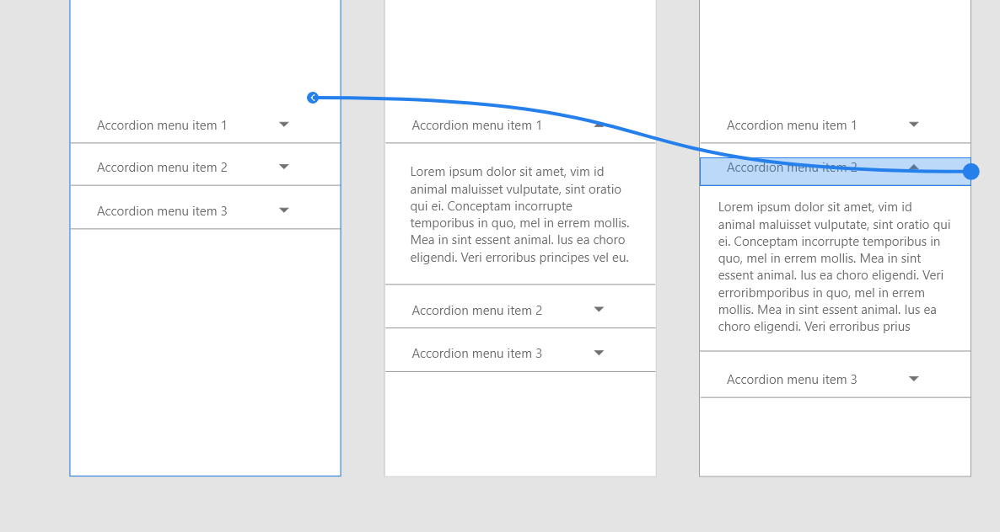 Accordion menu item 1
Accordion menu item 2
Accordion menu item 3
Accordion menu item 1
Lorem ipsum dolor sit amet, vim id
animal maluisset vulputate, sint oratio
qui ei. Conceptam incorrupte
temporibus in quo, mel in errem mollis.
Mea in sint essent animal. Ius ea choro
eligendi. Veri erroribus principes vel eu.
Accordion menu item 2
Accordion menu item 3
Accordion menu item 1
Accordion menu item 2
Lorem ipsum dolor sit amet, vim id
animal maluisset vulputate, sint oratio qui
ei. Conceptam incorrupte temporibus in
quo, mel in errem mollis. Mea in sint
essent animal. Ius ea choro eligendi. Veri
erroribmporibus in quo, mel in errem
mollis. Mea in sint essent animal. Ius ea
choro eligendi. Veri erroribus prius
Accordion menu item 3